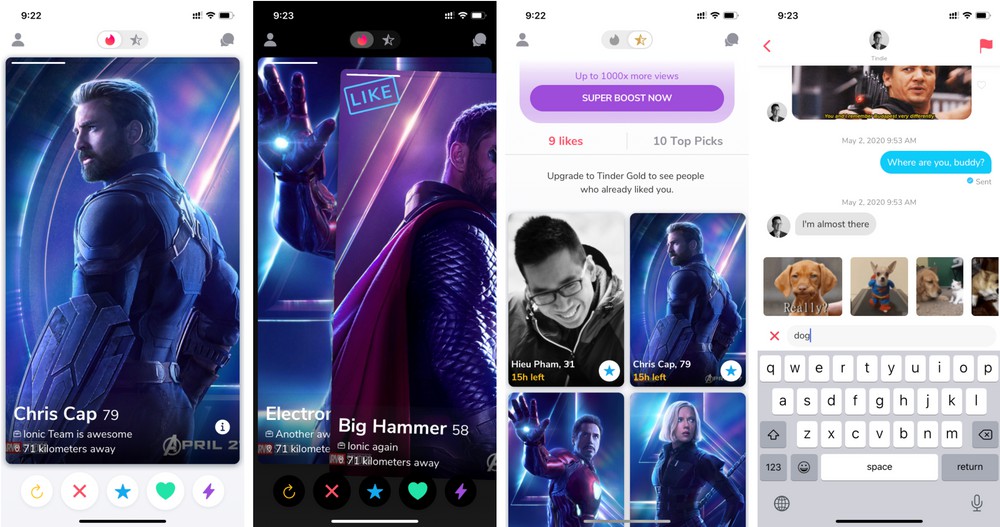 9:22
Chris Cap 79
Ionic Team is awesome
71 kilometers away
APRIL 2
9:23
LIKE
Electron
Another aw
71 kilom
Big Hammer 58
Ionic again
71 kilometers away
9:22
Up to 1000x more views
SUPER BOOST NOW
9 likes
10 Top Picks
Upgrade to Tinder Gold to see people
who already liked you.
Hieu Pham, 31
15h left
Chris Cap, 79
15h left
9:23
Tindie
You and I remember Budapest very differently.
May 2, 2020 9:53 AM
Where are you, buddy?
Sent
May 2, 2020 9:53 AM
I'm almost there
Really?
dog
q w e r t y u i o p
a s d f g h j k l
z x c v b n m
123
space
return